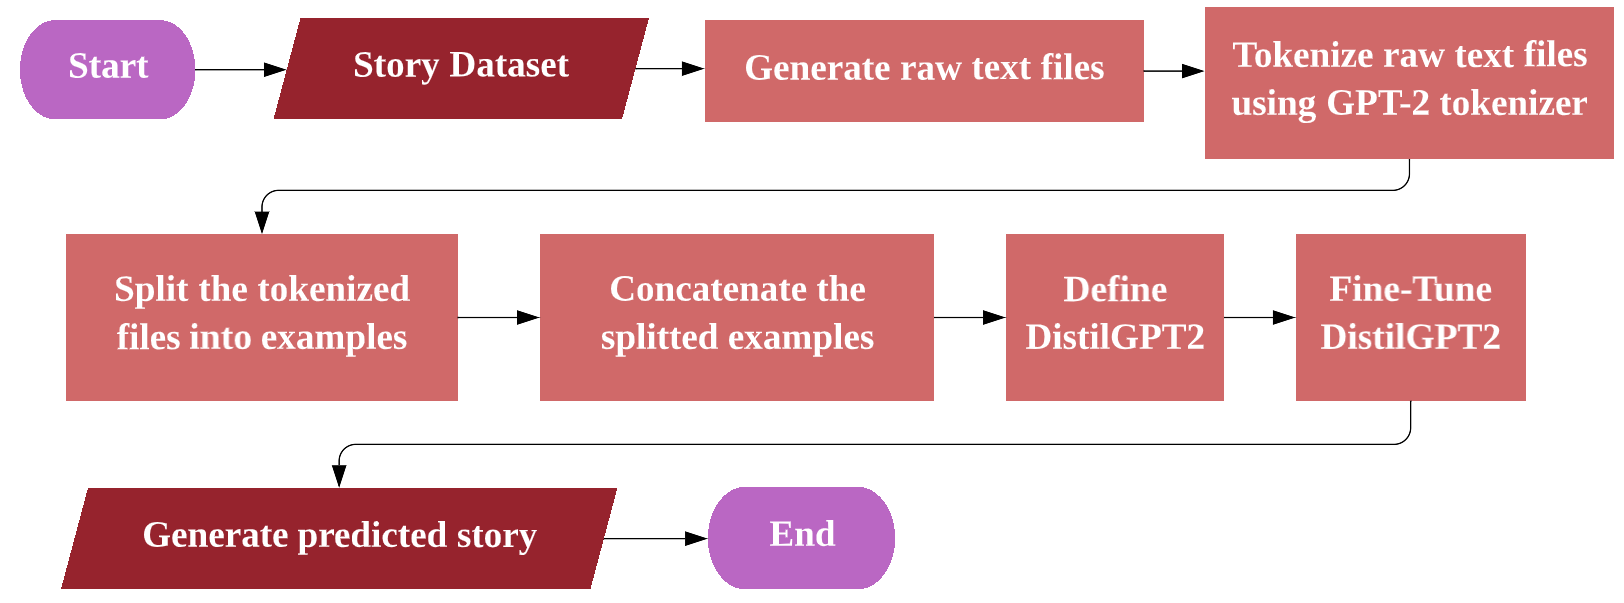 Start
Story Dataset
Generate raw text files
Tokenize raw text files
using GPT-2 tokenizer
Split the tokenized
files into examples
Concatenate the
splitted examples
Define
DistilGPT2
Fine-Tune
DistilGPT2
Generate predicted story
End